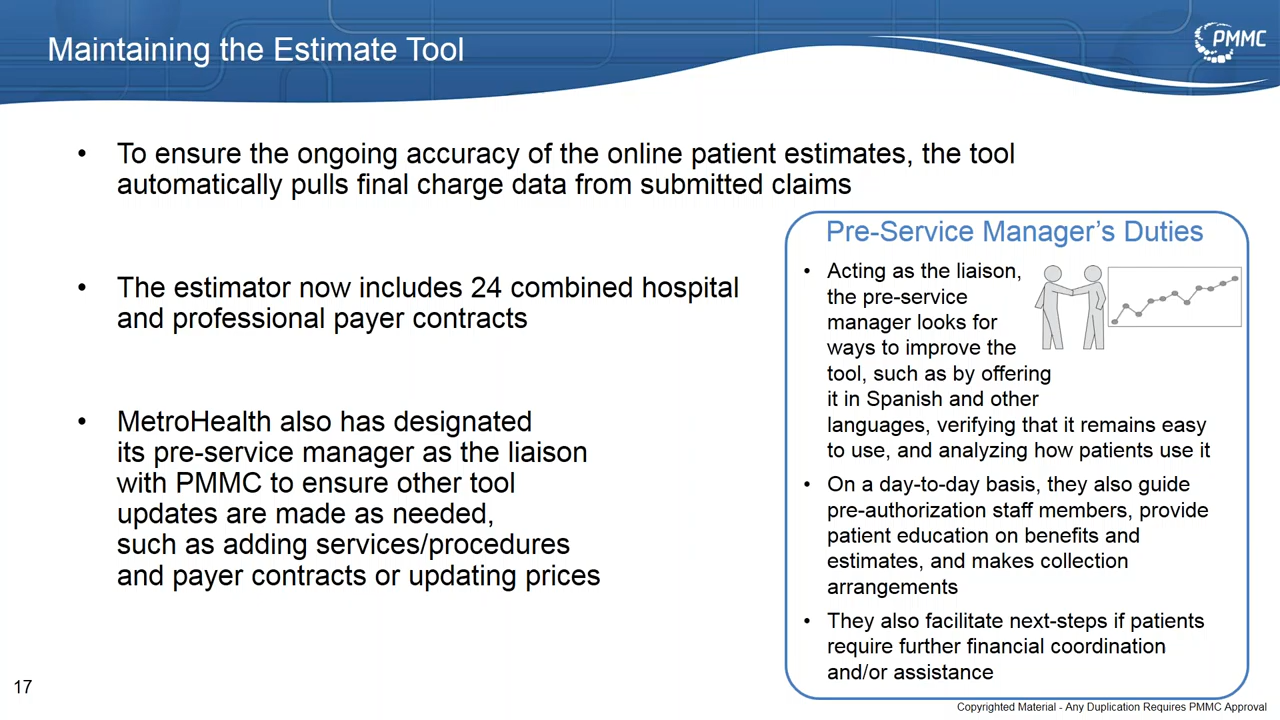 Maintaining the Estimate Tool
PMMC
• To ensure the ongoing accuracy of the online patient estimates, the tool
automatically pulls final charge data from submitted claims
• The estimator now includes 24 combined hospital
and professional payer contracts
• MetroHealth also has designated
its pre-service manager as the liaison
with PMMC to ensure other tool
updates are made as needed,
such as adding services/procedures
and payer contracts or updating prices
Pre-Service Manager’s Duties
• Acting as the liaison,
the pre-service
manager looks for
ways to improve the
tool, such as by offering
it in Spanish and other
languages, verifying that it remains easy
to use, and analyzing how patients use it
• On a day-to-day basis, they also guide
pre-authorization staff members, provide
patient education on benefits and
estimates, and makes collection
arrangements
• They also facilitate next-steps if patients
require further financial coordination
and/or assistance
17
Copyrighted Material - Any Duplication Requires PMMC Approval